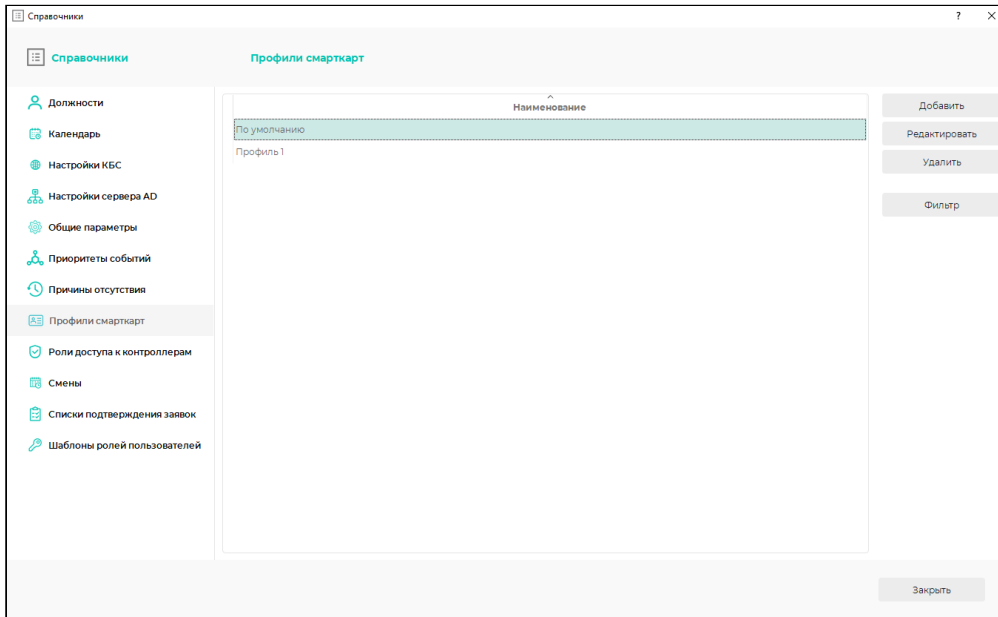 Справочники
?
Справочники
Профили смарткарт
Должности
Календарь
Настройки КБС
Настройки сервера AD
Общие параметры
Приоритеты событий
Причины отсутствия
Профили смарткарт
Роли доступа к контроллерам
Смены
Списки подтверждения заявок
Шаблоны ролей пользователей
Наименование
По умолчанию
Профиль 1
Добавить
Редактировать
Удалить
Фильтр
Закрыть